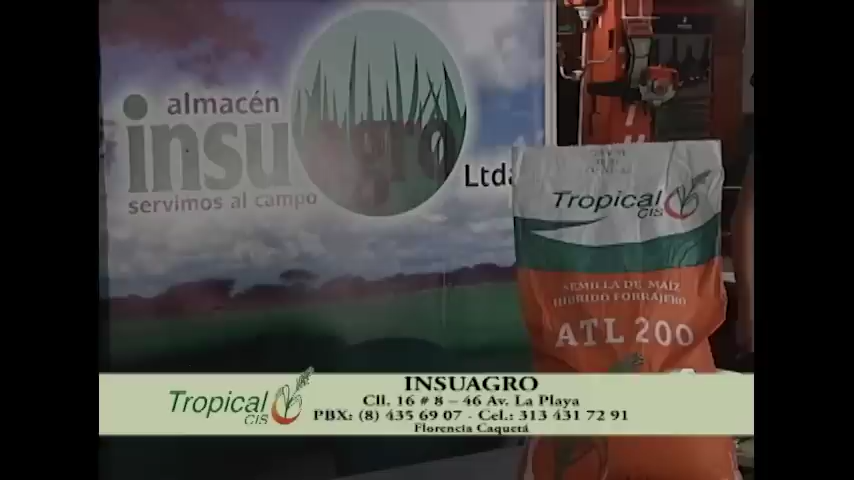 almacén
insuagro
Ltda
servimos al campo
Tropical
CIS
SEMILLA DE MAÍZ
HIBRIDO FORRAJERO
ATL 200
Tropical
CIS
INSUAGRO
Cll. 16 # 8 – 46 Av. La Playa
PBX: (8) 435 69 07 - Cel.: 313 431 72 91
Florencia Caquetá